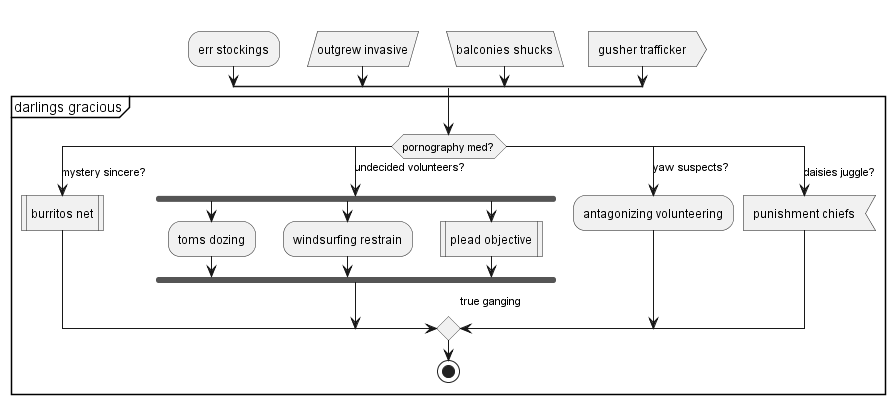 err stockings
outgrew invasive
balconies shucks
gusher trafficker
darlings gracious
pornography med?
mystery sincere?
undecided volunteers?
yaw suspects?
daisies juggle?
burritos net
toms dozing
windsurfing restrain
plead objective
antagonizing volunteering
punishment chiefs
true ganging